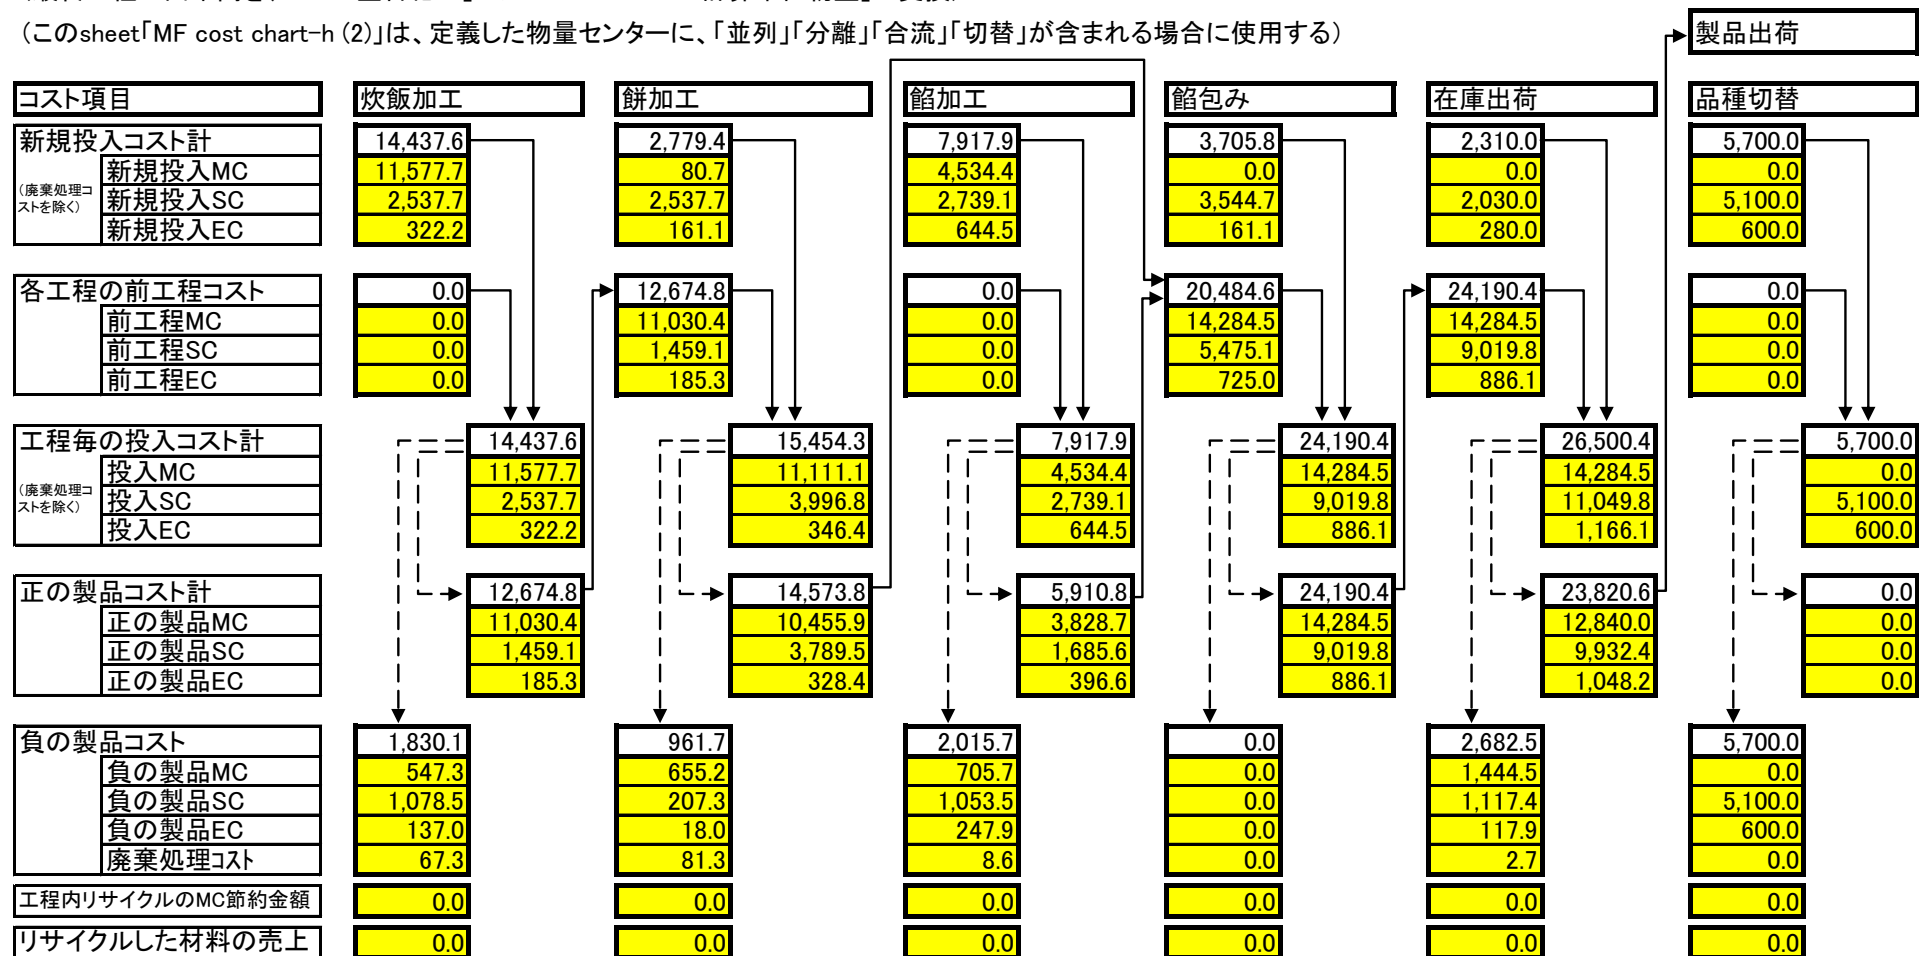 (このsheet「MF cost chart-h (2)」は、定義した物量センターに、「並列」「分離」「合流」「切替」が含まれる場合に使用する)
製品出荷
コスト項目 炊飯加工 餅加工 餡加工 餡包み 在庫出荷 品種切替
新規投入コスト計 14,437.6 2,779.4 7,917.9 3,705.8 2,310.0 5,700.0
(廃棄処理コストを除く)
新規投入MC 11,577.7 80.7 4,534.4 0.0 0.0 0.0
新規投入SC 2,537.7 2,537.7 2,739.1 3,544.7 2,030.0 5,100.0
新規投入EC 322.2 161.1 644.5 161.1 280.0 600.0
各工程の前工程コスト 0.0 12,674.8 0.0 20,484.6 24,190.4 0.0
前工程MC 0.0 11,030.4 0.0 14,284.5 14,284.5 0.0
前工程SC 0.0 1,459.1 0.0 5,475.1 9,019.8 0.0
前工程EC 0.0 185.3 0.0 725.0 886.1 0.0
工程毎の投入コスト計 14,437.6 15,454.3 7,917.9 24,190.4 26,500.4 5,700.0
(廃棄処理コストを除く)
投入MC 11,577.7 11,111.1 4,534.4 14,284.5 14,284.5 0.0
投入SC 2,537.7 3,996.8 2,739.1 9,019.8 11,049.8 5,100.0
投入EC 322.2 346.4 644.5 886.1 1,166.1 600.0
正の製品コスト計 12,674.8 14,573.8 5,910.8 24,190.4 23,820.6 0.0
正の製品MC 11,030.4 10,455.9 3,828.7 14,284.5 12,840.0 0.0
正の製品SC 1,459.1 3,789.5 1,685.6 9,019.8 9,932.4 0.0
正の製品EC 185.3 328.4 396.6 886.1 1,048.2 0.0
負の製品コスト 1,830.1 961.7 2,015.7 0.0 2,682.5 5,700.0
負の製品MC 547.3 655.2 705.7 0.0 1,444.5 0.0
負の製品SC 1,078.5 207.3 1,053.5 0.0 1,117.4 5,100.0
負の製品EC 137.0 18.0 247.9 0.0 117.9 600.0
廃棄処理コスト 67.3 81.3 8.6 0.0 2.7 0.0
工程内リサイクルのMC節約金額 0.0 0.0 0.0 0.0 0.0 0.0
リサイクルした材料の売上 0.0 0.0 0.0 0.0 0.0 0.0